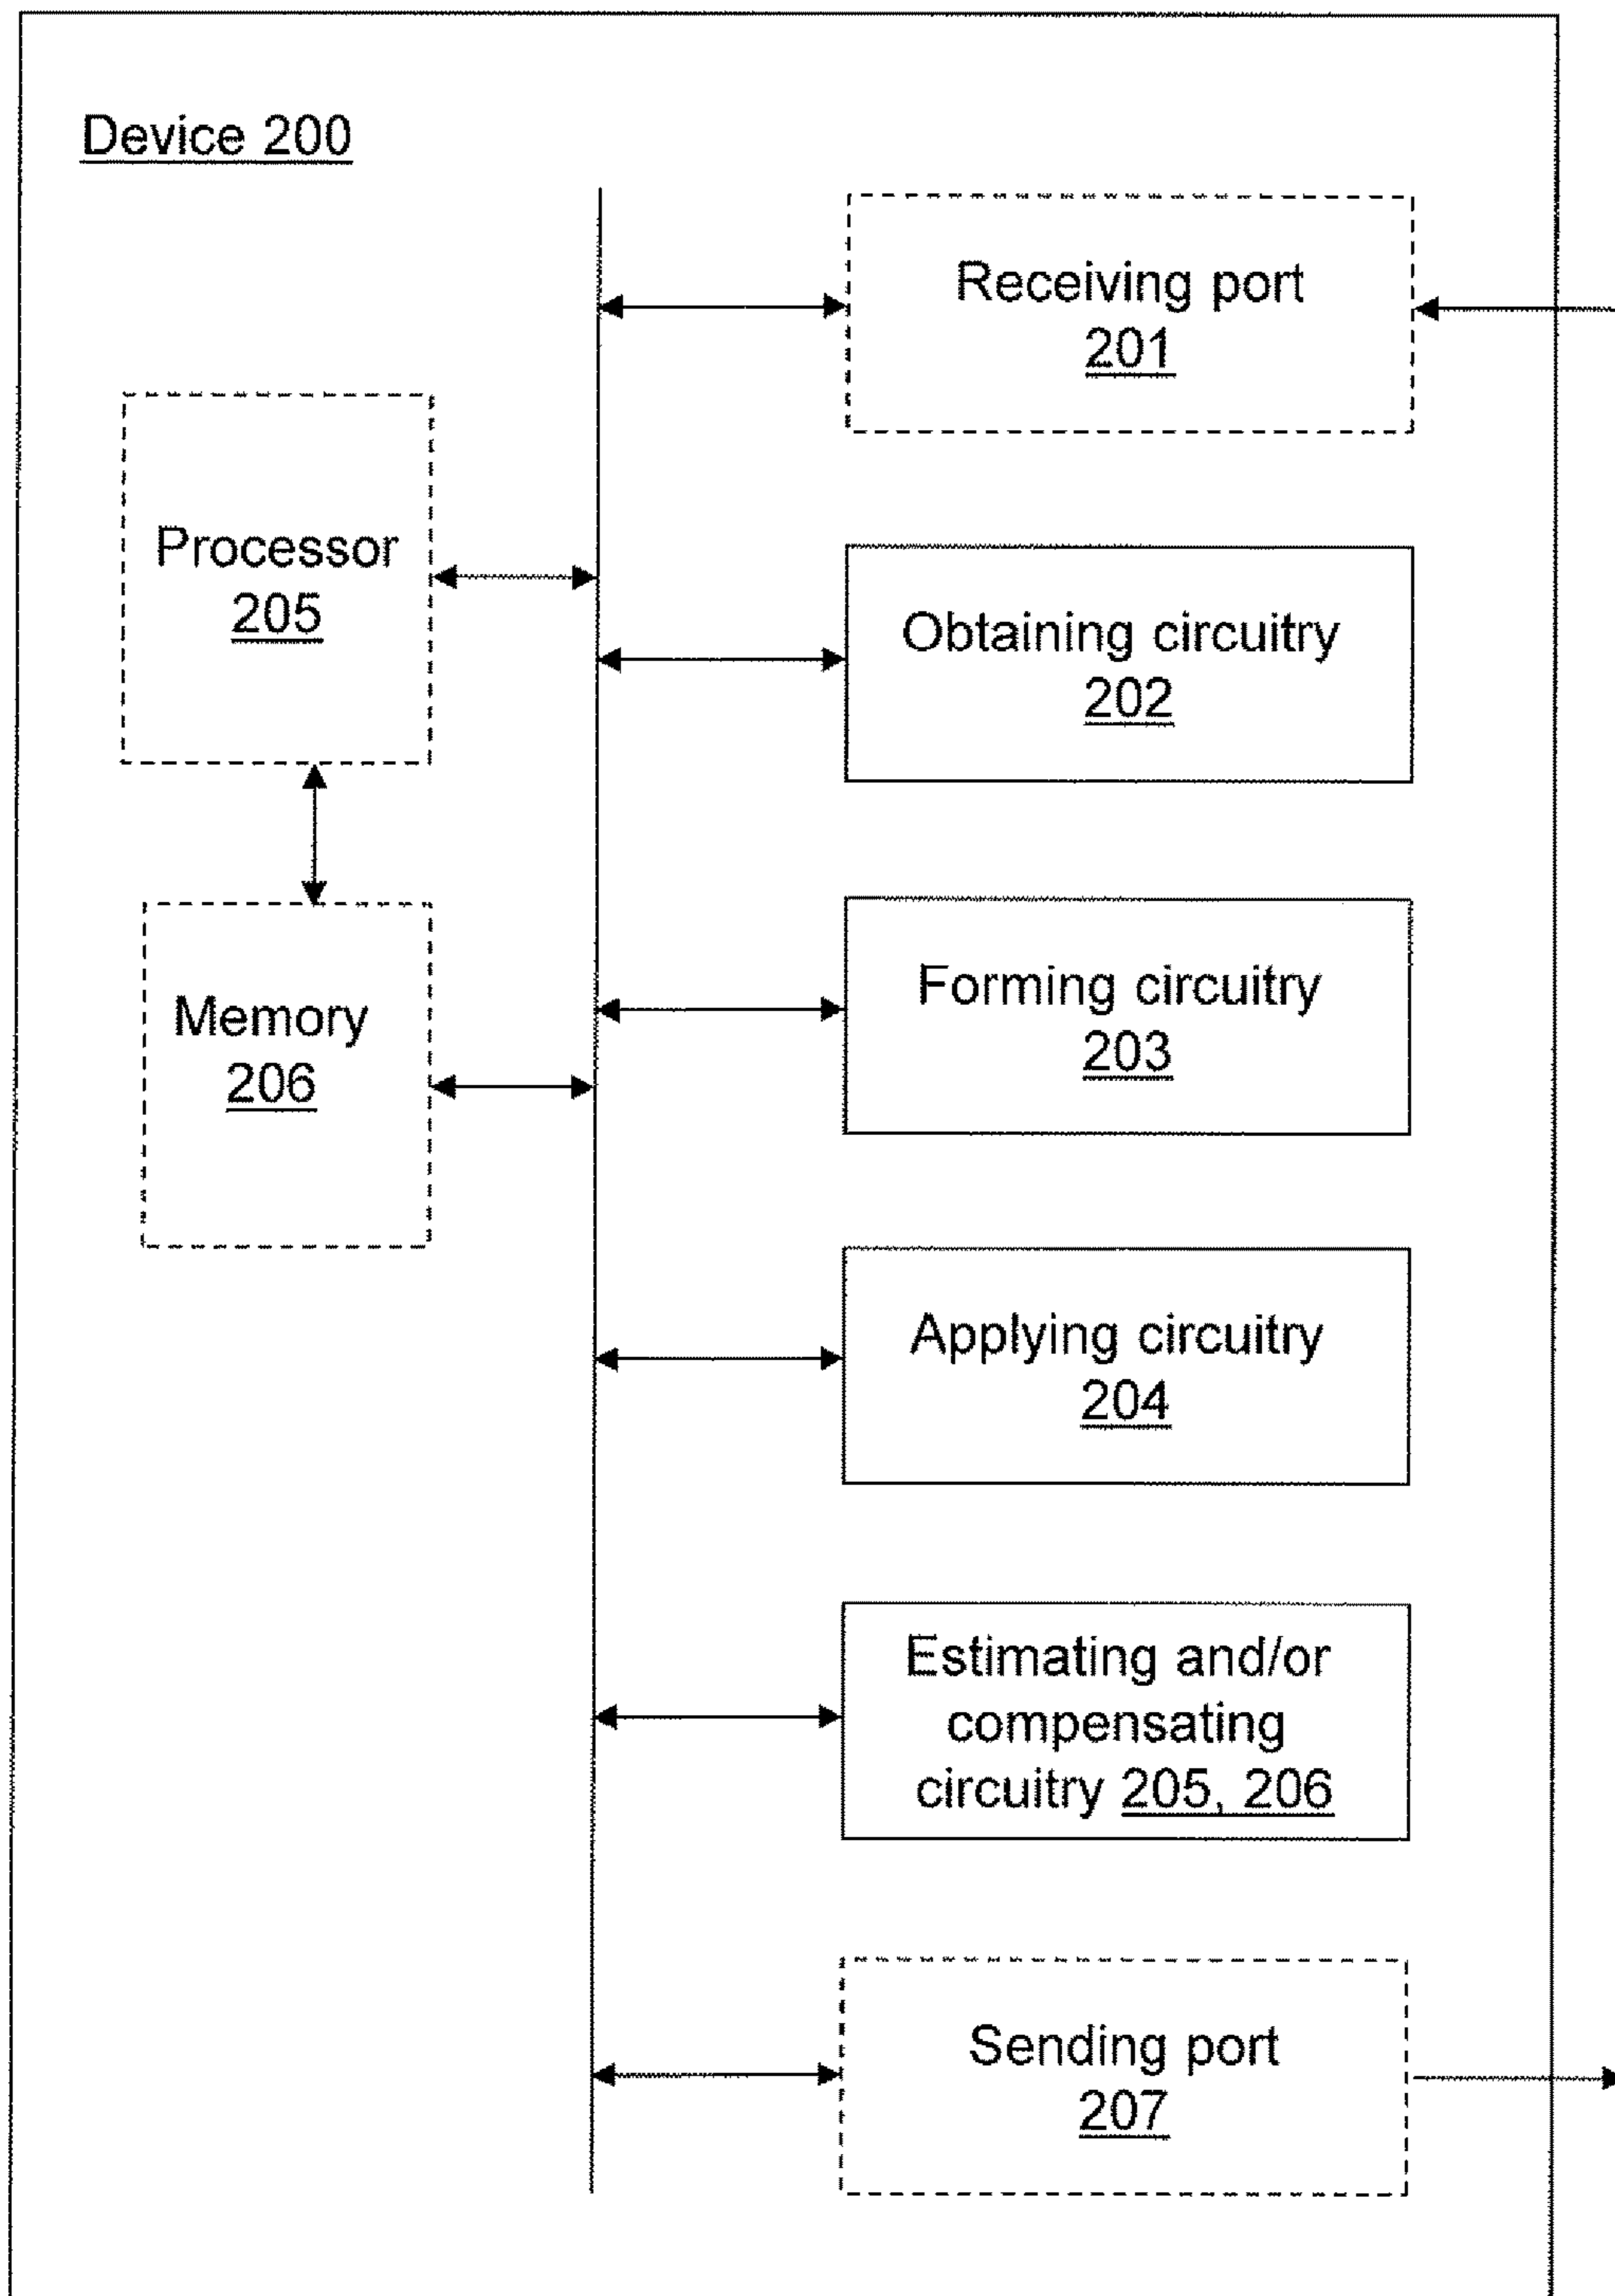 Device 200
Receiving port
201
Processor
205
Obtaining circuitry
202
Forming circuitry
203
Memory
206
Applying circuitry
204
Estimating and/or
compensating
circuitry 205, 206
Sending port
207